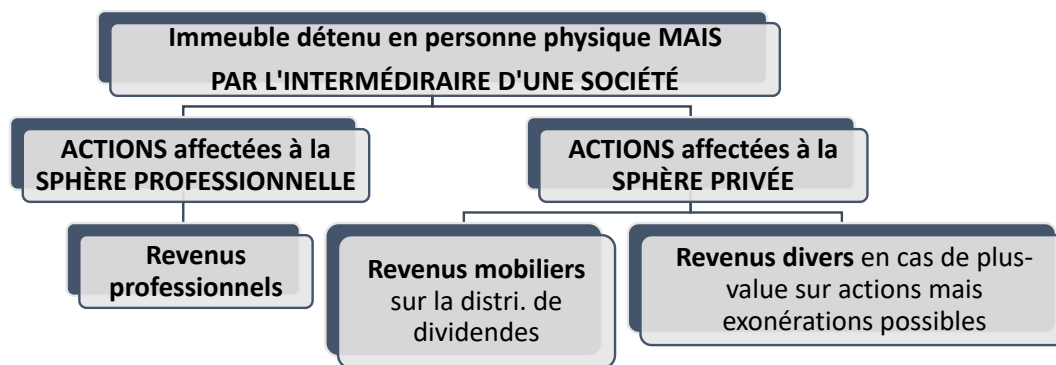 Immeuble détenu en personne physique MAIS
PAR L'INTERMÉDIRAIRE D'UNE SOCIÉTÉ
ACTIONS affectées à la
SPHÈRE PROFESSIONNELLE
ACTIONS affectées à la
SPHÈRE PRIVÉE
Revenus
professionnels
Revenus mobiliers
sur la distri. de
dividendes
Revenus divers en cas de plus-
value sur actions mais
exonérations possibles